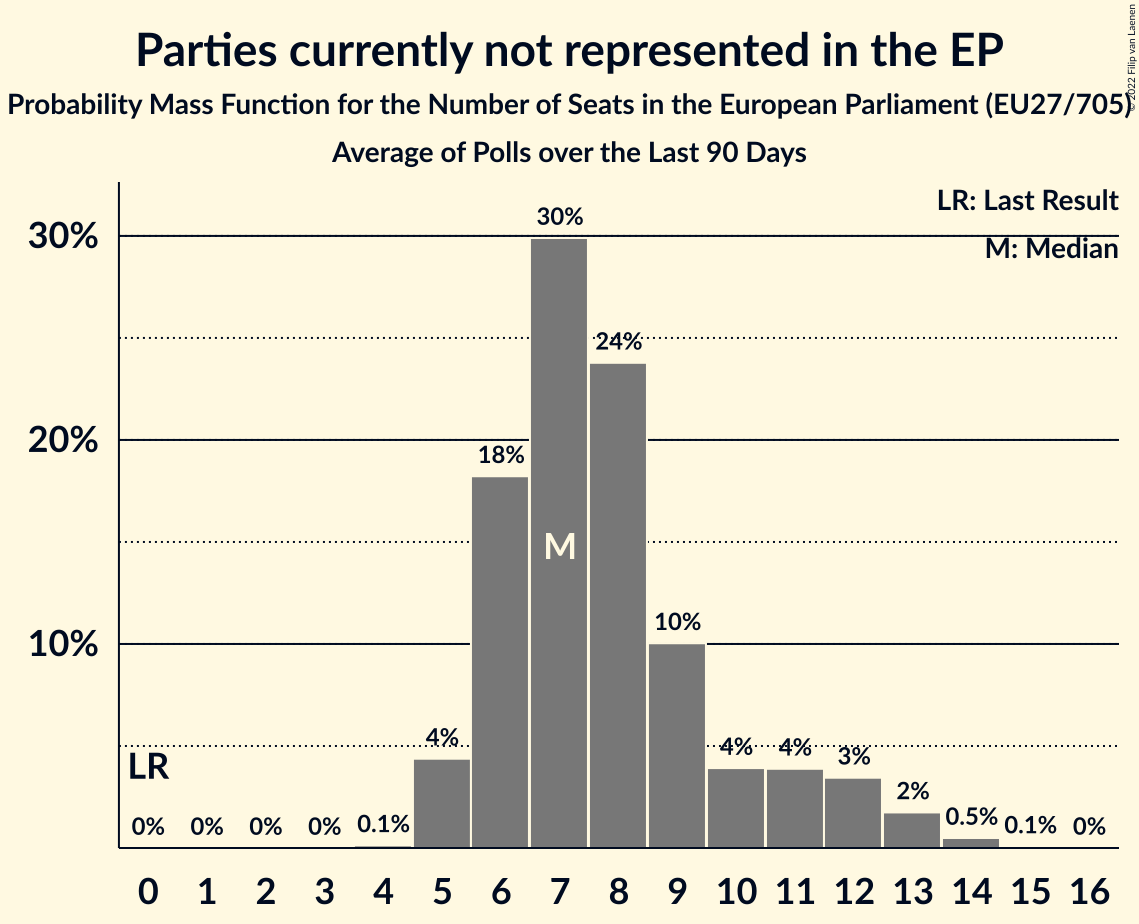 Parties currently not represented in the EP
Probability Mass Function for the Number of Seats in the European Parliament (EU27/705)
Average of Polls over the Last 90 Days
© 2022 Filip van Laenen
LR: Last Result
M: Median
30%
20%
10%
LR
M
0%
0%
0%
0%
0.1%
4%
18%
30%
24%
10%
4%
4%
3%
2%
0.5%
0.1%
0%
0 1 2 3 4 5 6 7 8 9 10 11 12 13 14 15 16